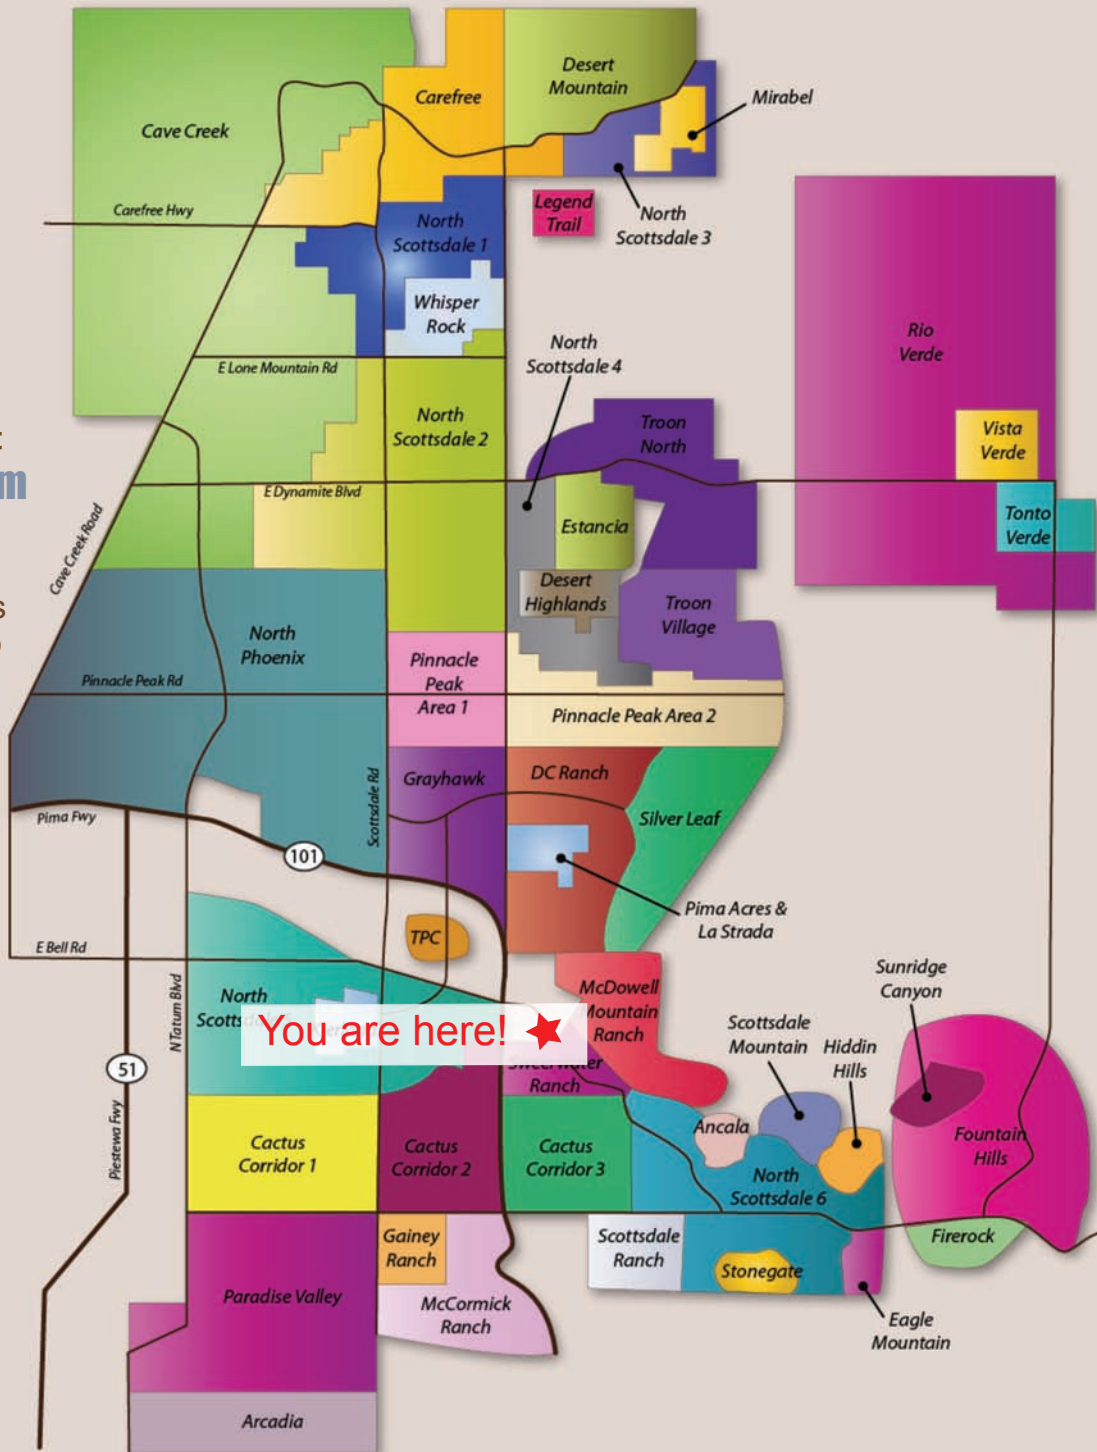 Desert
Mountain
Carefree
Mirabel
Cave Creek
Carefree Hwy
Legend
Trail
North
Scottsdale 3
North
Scottsdale 1
Whisper
Rock
Rio
Verde
North
Scottsdale 4
E Lone Mountain Rd
North
Scottsdale 2
Troon
North
Vista
Verde
m
E Dynamite Blvd
Estancia
Tonto
Verde
Cave Creek Road
Desert
Highlands
Troon
Village
s
North
Phoenix
Pinnacle
Peak
Area 1
Pinnacle Peak Rd
Pinnacle Peak Area 2
Grayhawk
DC Ranch
Scottsdale Rd
Silver Leaf
Pima Fwy
101
Pima Acres &
La Strada
TPC
E Bell Rd
Sunridge
Canyon
N Tatum Blvd
North
McDowell
Mountain
Ranch
You are here!
Scottsdale
Mountain
Hiddin
Hills
51
Sweetwater
Ranch
Piestewa Fwy
Ancala
Cactus
Corridor 1
Cactus
Corridor 2
Cactus
Corridor 3
Fountain
Hills
North
Scottsdale 6
Gainey
Ranch
Scottsdale
Ranch
Firerock
Stonegate
Paradise Valley
McCormick
Ranch
Eagle
Mountain
Arcadia